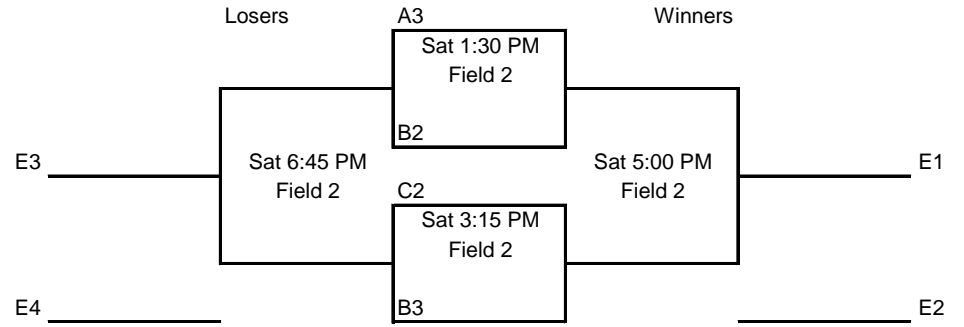 Losers
A3
Winners
Sat 1:30 PM
Field 2
B2
E3
Sat 6:45 PM
Field 2
Sat 5:00 PM
Field 2
E1
C2
Sat 3:15 PM
Field 2
E4
B3
E2